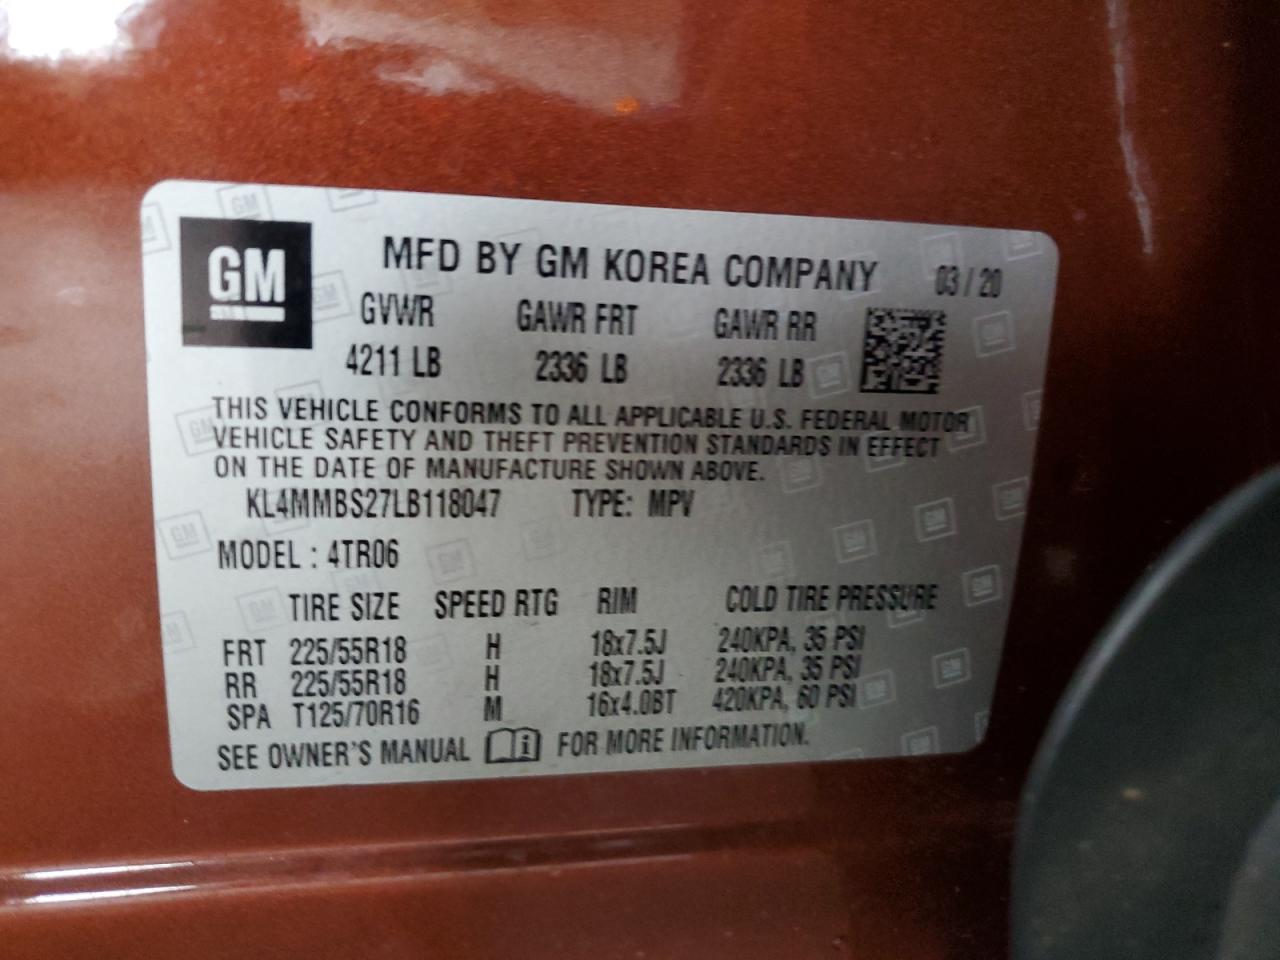 GM
MFD BY GM KOREA COMPANY 03 / 20
GVWR GAWR FRT GAWR RR
4211 LB 2336 LB 2336 LB
THIS VEHICLE CONFORMS TO ALL APPLICABLE U.S. FEDERAL MOTOR
VEHICLE SAFETY AND THEFT PREVENTION STANDARDS IN EFFECT
ON THE DATE OF MANUFACTURE SHOWN ABOVE.
KL4MMBS27LB118047 TYPE: MPV
MODEL : 4TR06
TIRE SIZE SPEED RTG RIM COLD TIRE PRESSURE
FRT 225/55R18 H 18x7.5J 240KPA, 35 PSI
RR 225/55R18 H 18x7.5J 240KPA, 35 PSI
SPA T125/70R16 M 16x4.0BT 420KPA, 60 PSI
SEE OWNER'S MANUAL i FOR MORE INFORMATION.